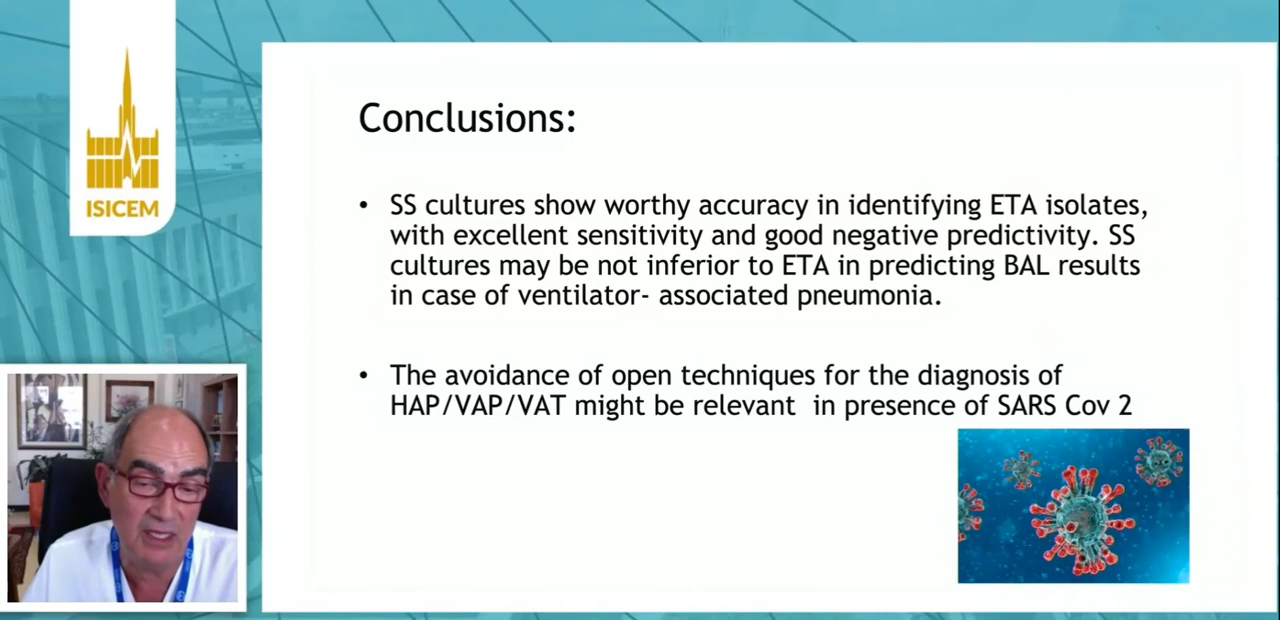 ISICEM
Conclusions:
• SS cultures show worthy accuracy in identifying ETA isolates,
with excellent sensitivity and good negative predictivity. SS
cultures may be not inferior to ETA in predicting BAL results
in case of ventilator- associated pneumonia.
• The avoidance of open techniques for the diagnosis of
HAP/VAP/VAT might be relevant  in presence of SARS Cov 2